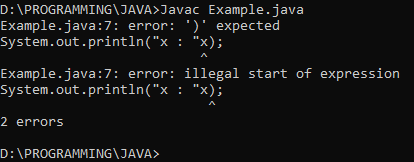 D:\PROGRAMMING\JAVA>Javac Example.java
Example.java:7: error: ')' expected
System.out.println("x : "x);
                         ^
Example.java:7: error: illegal start of expression
System.out.println("x : "x);
                          ^
2 errors
D:\PROGRAMMING\JAVA>